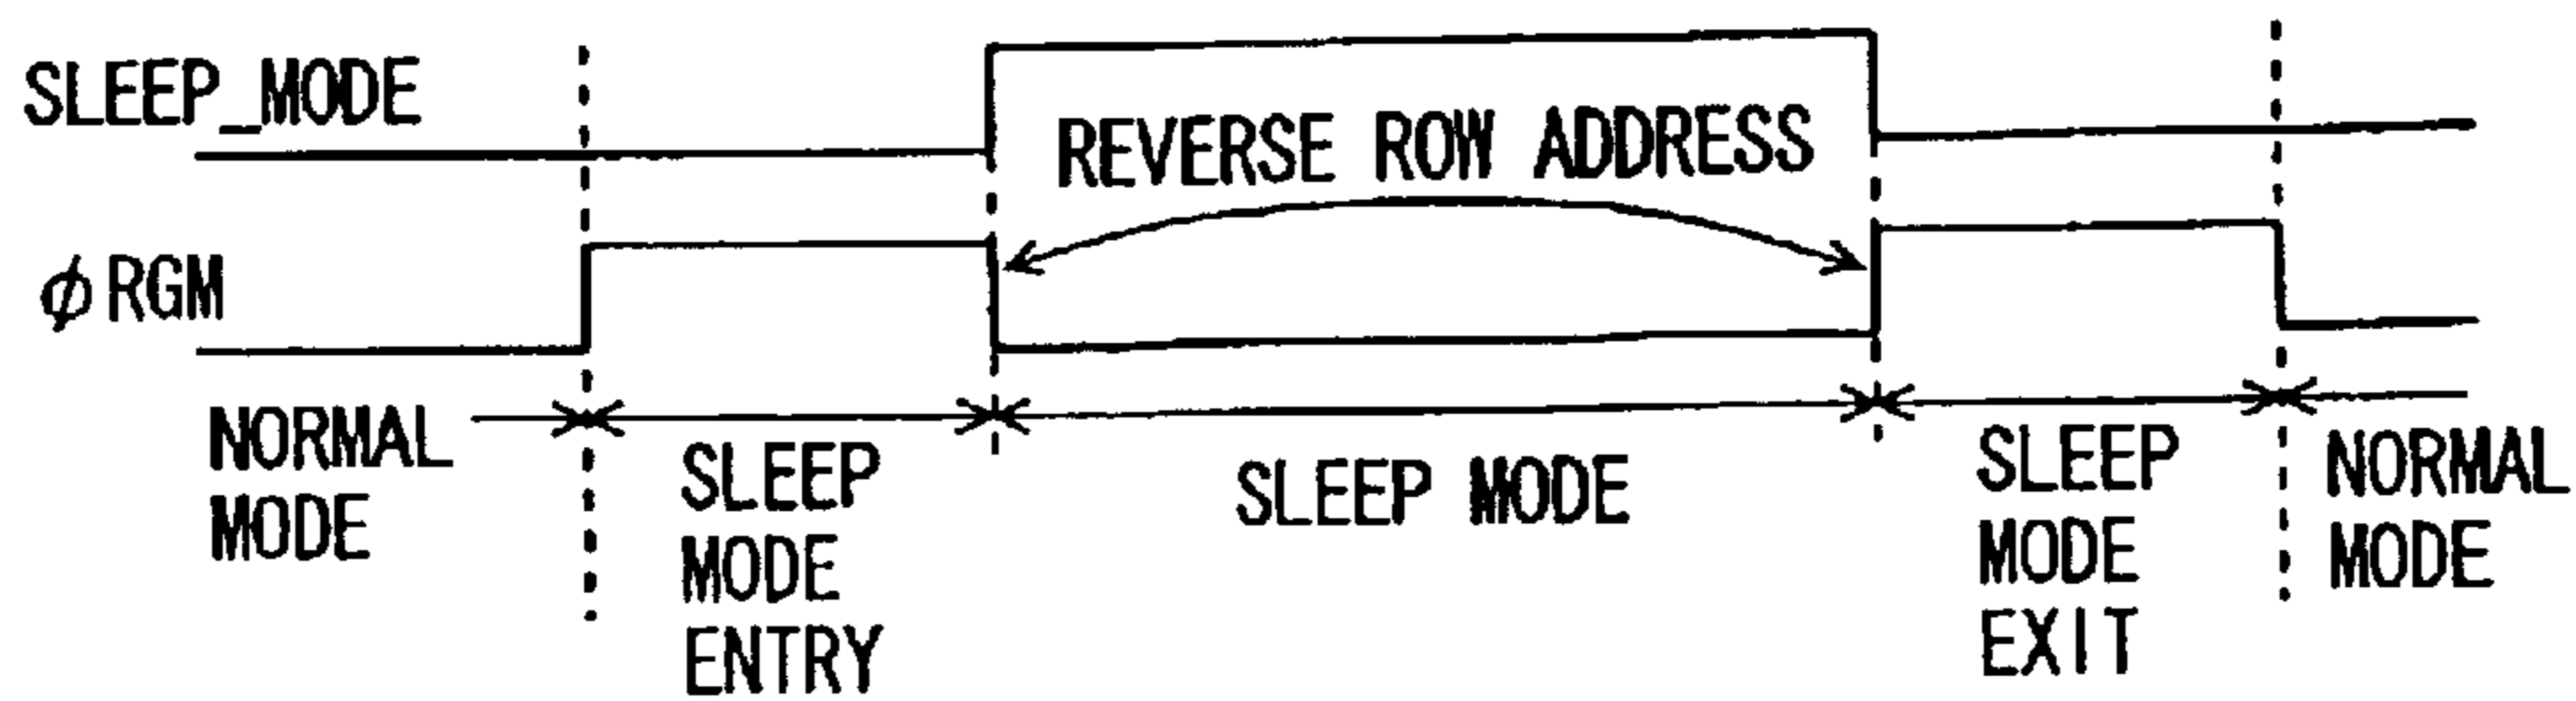 SLEEP_MODE
REVERSE ROW ADDRESS
ϕRGM
NORMAL
MODE
SLEEP
MODE
ENTRY
SLEEP MODE
SLEEP
MODE
EXIT
NORMAL
MODE